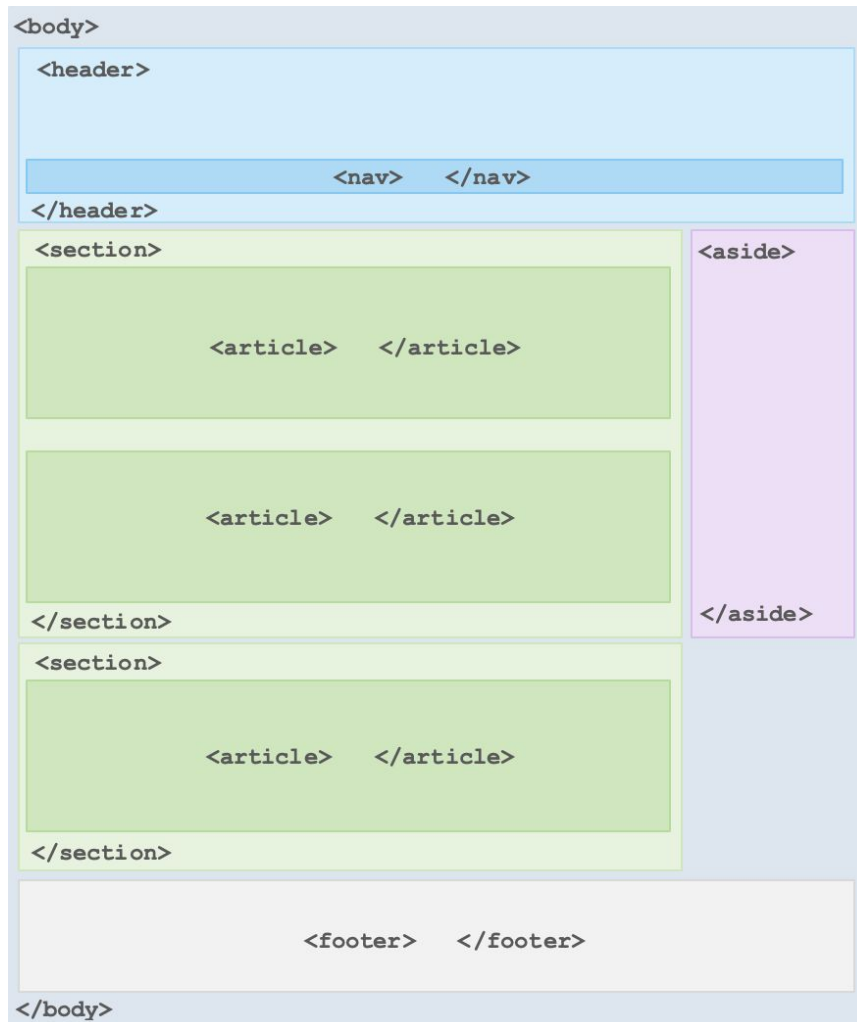 <body>
<header>
<nav> </nav>
</header>
<section>
<aside>
<article> </article>
<article> </article>
</aside>
</section>
<section>
<article> </article>
</section>
<footer> </footer>
</body>